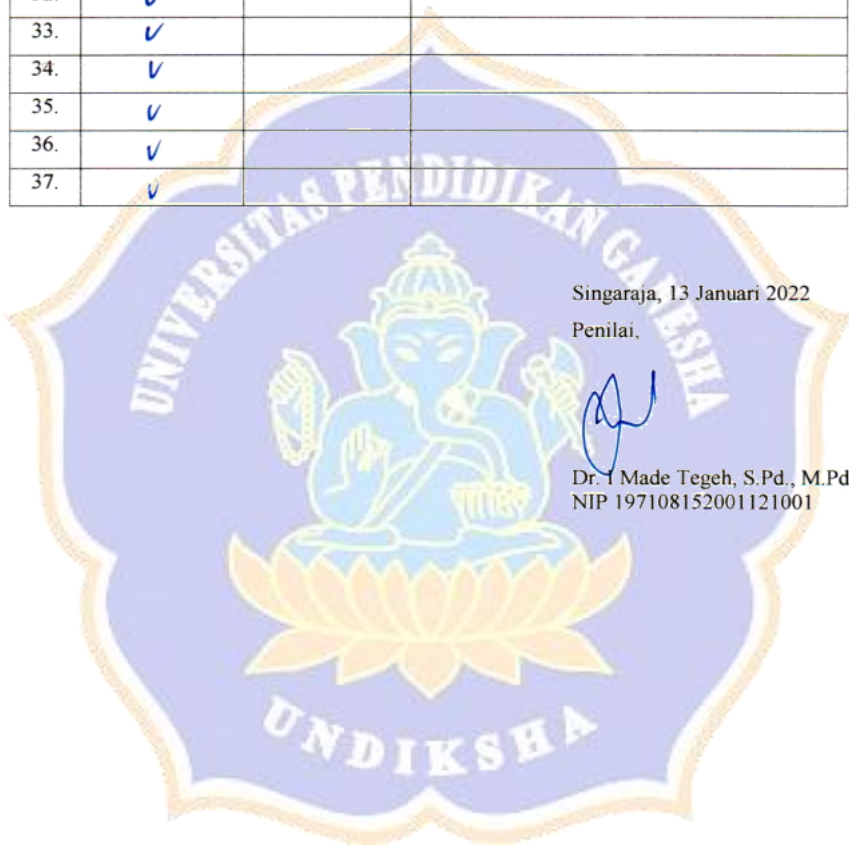 33. ✓
34. ✓
35. ✓
36. ✓
37. ✓
UNIVERSITAS PENDIDIKAN GANESHA
Singaraja, 13 Januari 2022
Penilai,
Dr. I Made Tegeh, S.Pd., M.Pd
NIP 197108152001121001
UNDIKSHA